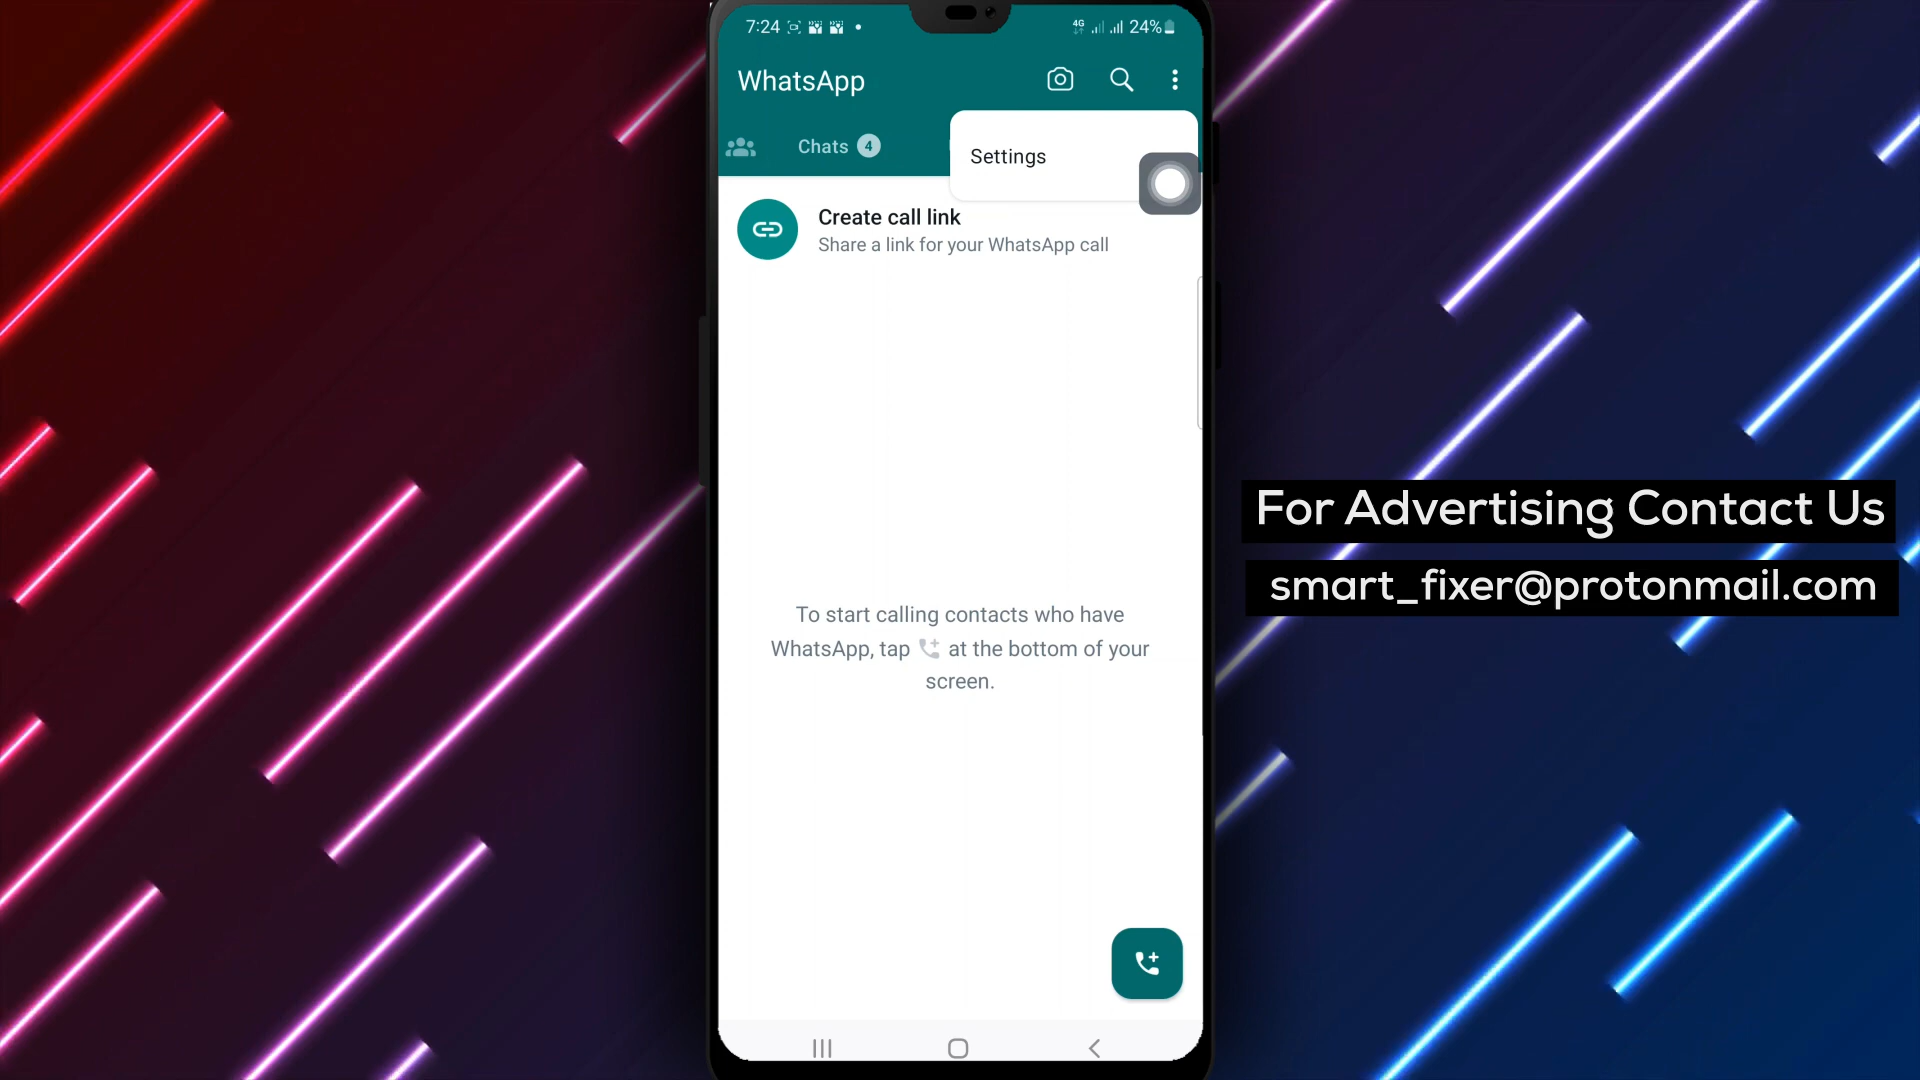 7:24
4G 24%
WhatsApp
Chats 4
Settings
Create call link
Share a link for your WhatsApp call
To start calling contacts who have
WhatsApp, tap at the bottom of your
screen.
For Advertising Contact Us
smart_fixer@protonmail.com